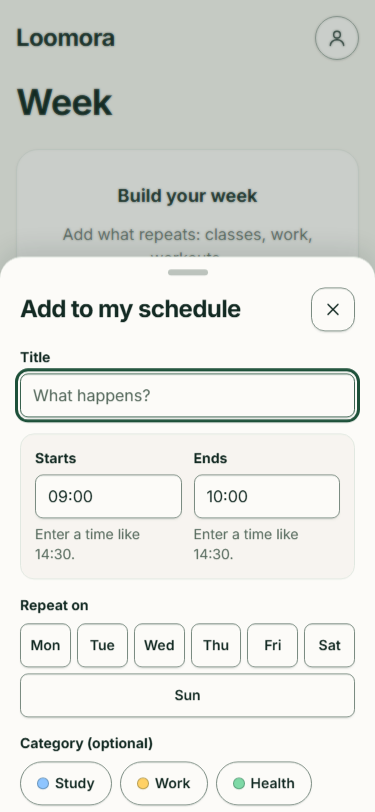 Loomora
Week
Build your week
Add what repeats: classes, work,
workouts
Add to my schedule
Title
What happens?
Starts
Ends
09:00
10:00
Enter a time like
14:30.
Enter a time like
14:30.
Repeat on
Mon
Tue
Wed
Thu
Fri
Sat
Sun
Category (optional)
Study
Work
Health